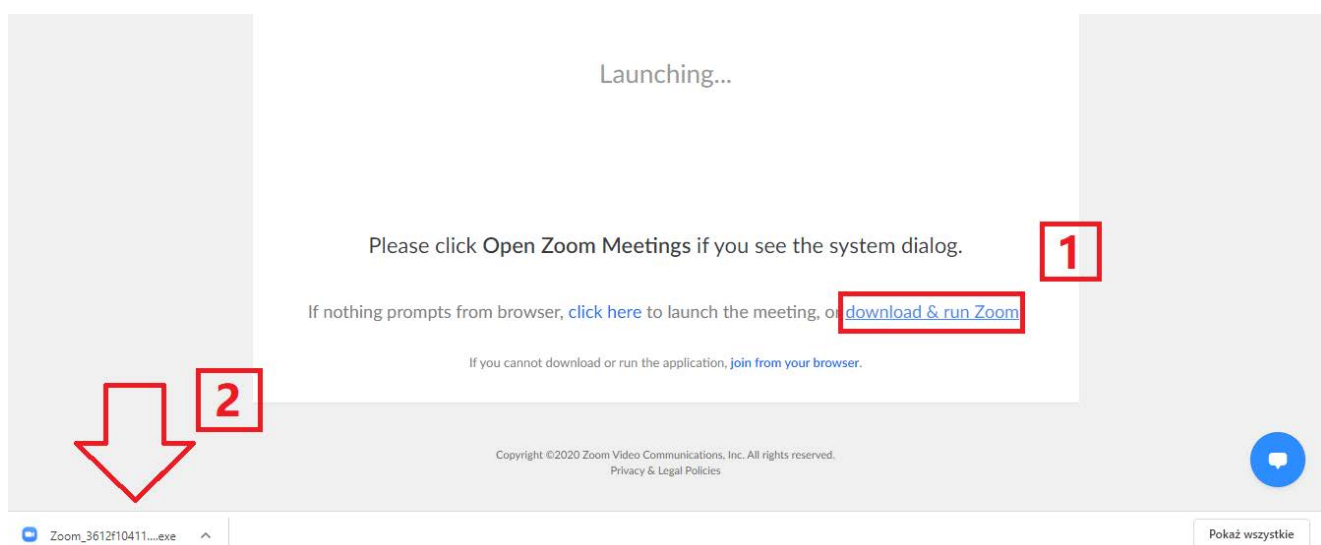 Launching...
Please click Open Zoom Meetings if you see the system dialog.
1
If nothing prompts from browser, click here to launch the meeting, or download & run Zoom
If you cannot download or run the application, join from your browser.
2
Copyright ©2020 Zoom Video Communications, Inc. All rights reserved.
Privacy & Legal Policies
Zoom_3612f10411....exe
Pokaż wszystkie